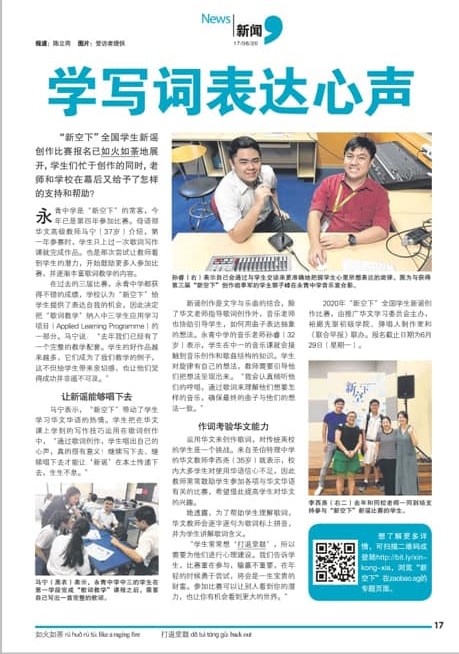 News
新闻
17/06/20
报道：陈立亮 图片：受访者提供
学写词表达心声
“新空下”全国学生新谣
创作比赛报名已如火如荼地展
开，学生们忙于创作的同时，老
师和学校在幕后又给予了怎样
的支持和帮助？
永青中学是“新空下”的常客，今
年已是第四年参加比赛。母语部
华文高级教师马宁（37岁）介绍，第
一年参赛时，学生只上过一次歌词写作
课就完成作品。也是那次尝试让教师看
到学生的潜力，开始鼓励更多人参加比
赛，并逐渐丰富歌词教学的内容。
在过去的三届比赛，永青中学都获
得不错的成绩，学校认为“新空下”给
学生提供了表达自我的机会，因此决定
把“歌词教学”纳入中三学生应用学习
项目（Applied Learning Programme）的
一部分。马宁说：“去年我们已经有了
一个完整的教学配套。学生的好作品越
来越多，它们成为了我们教学的例子。
这不但给学生带来亲切感，也让他们觉
得成功并非遥不可及。”
让新谣能够唱下去
马宁表示，“新空下”带动了学生
学习华文华语的热情。学生把在华文
课上学到的写作技巧运用在歌词创作
中，“通过歌词创作，学生唱出自己的
心声，真的很有意义！继续写下去、继
续唱下去才能让‘新谣’在本土传递下
去，生生不息。”
马宁（黑衣）表示，永青中学中三的学生在
第一学段完成“歌词教学”课程之后，需要
自己写出一首完整的歌词。
孙睿（右）表示自己会通过与学生交谈来更准确地把握学生心里所想表达的旋律。图为与获得
第三届“新空下”创作组季军的学生郭子峰在永青中学音乐室合影。
新谣创作是文字与乐曲的结合，除
了华文老师指导歌词创作外，音乐老师
也协助引导学生，如何用曲子表达抽象
的想法。永青中学的音乐老师孙睿（32
岁）表示，学生在中一的音乐课就会接
触到音乐创作和歌曲结构的知识。学生
对旋律有自己的想法，教师需要引导他
们把想法呈现出来。“我会认真倾听他
们的哼唱，通过歌词来理解他们想要怎
样的音乐，确保最终的曲子与他们的想
法一致。”
作词考验华文能力
运用华文来创作歌词，对传统英校
的学生是一个挑战。来自圣伯特理中学
的华文教师李西燕（35岁）就表示，校
内大多学生对使用华语信心不足，因此
教师常常鼓励学生参加各项与华文华语
有关的比赛，希望借此提高学生对华文
的兴趣。
她透露，为了帮助学生理解歌词，
华文教师会逐字逐句为歌词标上拼音，
并为学生讲解歌词含义。
“学生常常想‘打退堂鼓’，所以
需要为他们进行心理建设。我们告诉学
生，比赛重在参与，输赢不重要，在年
轻的时候勇于尝试，将会是一生宝贵的
财富。参加比赛可以让别人看到你的潜
力，也让你有机会看到更大的世界。”
2020年“新空下”全国学生新谣创
作比赛，由推广华文学习委员会主办，
裕廊先驱初级学院、弹唱人制作室和
《联合早报》联办。报名截止日期为6月
29日（星期一）。
新空下
李西燕（右二）去年和同校老师一同到场支
持参与“新空下”新谣比赛的学生。
想了解更多详
情，可扫描二维码或
登陆http://bit.ly/xin-
kong-xia，浏览“新
空下”在zaobao.sg的
专题页面。
17
如火如荼 rú huǒ rú tú: like a raging fire 打退堂鼓 dǎ tuì táng gǔ: back out